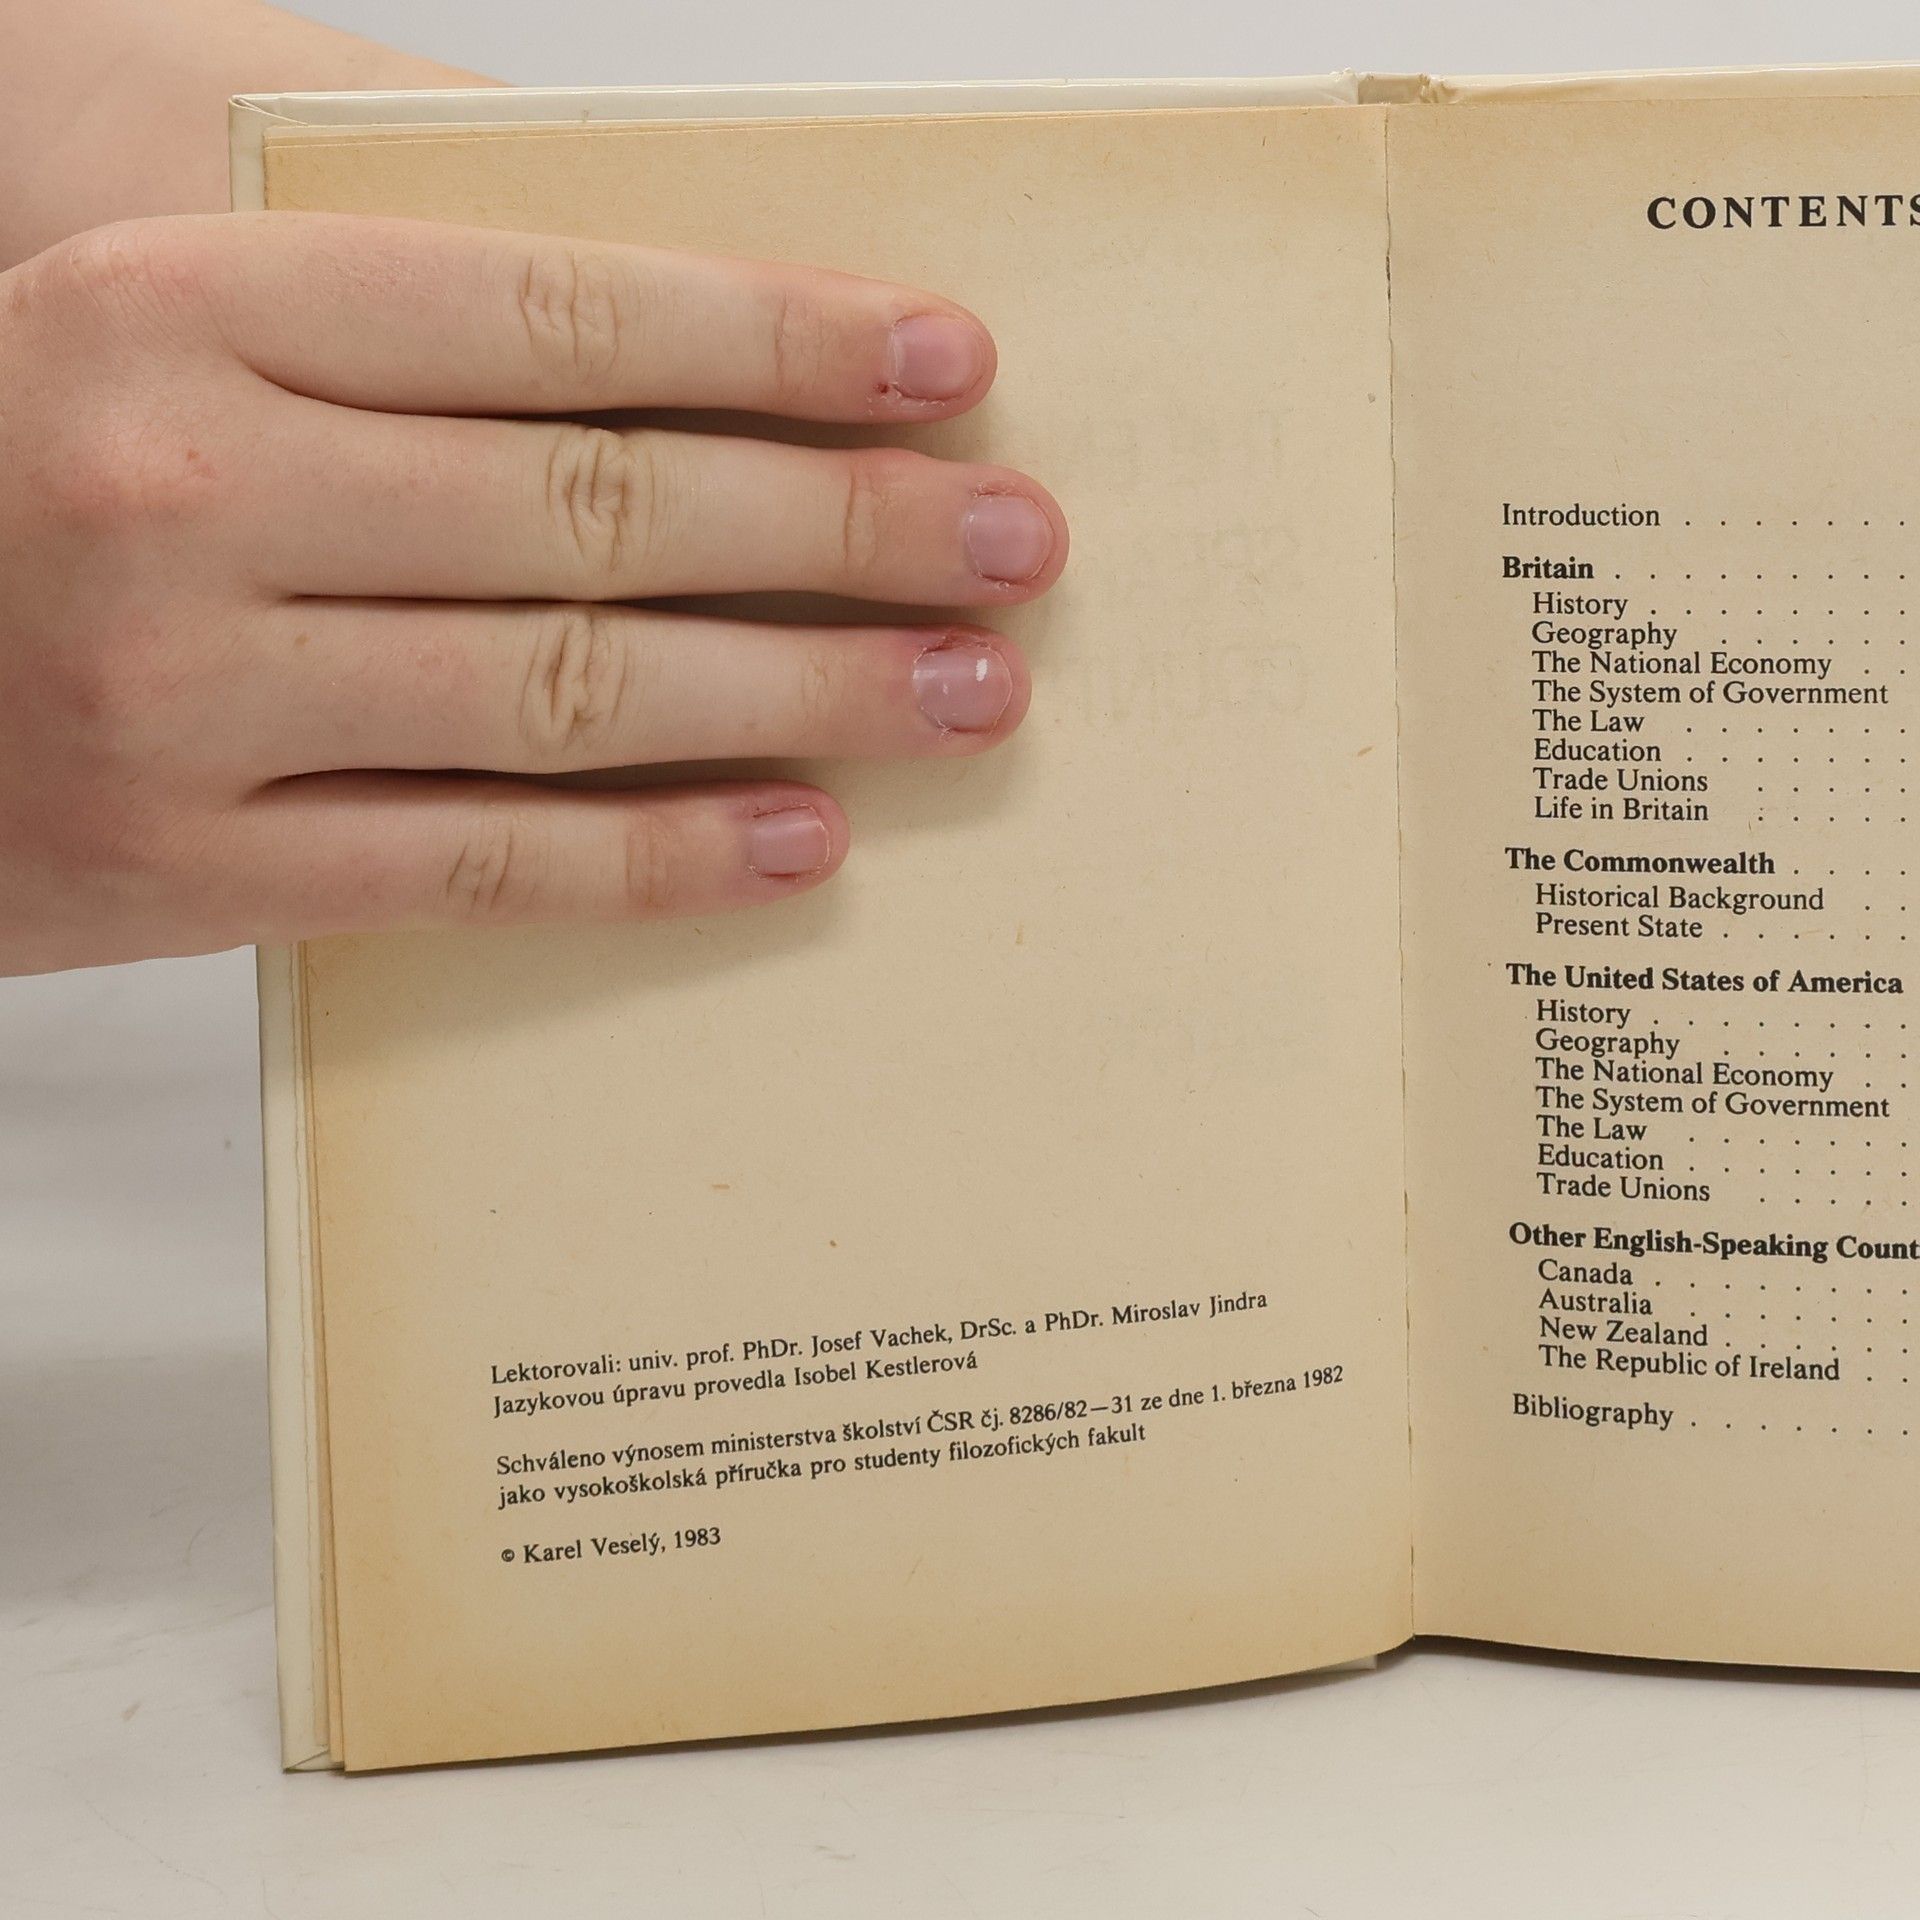 Lektorovali: univ. prof. PhDr. Josef Vachek, DrSc. a PhDr. Miroslav Jindra
Jazykovou úpravu provedla Isobel Kestlerová
Schváleno výnosem ministerstva školství ČSR čj. 8286/82—31 ze dne 1. března 1982
jako vysokoškolská příručka pro studenty filozofických fakult
© Karel Veselý, 1983
CONTENTS
Introduction . . . . . . .
Britain . . . . . . . . .
History . . . . . . . .
Geography . . . . . .
The National Economy . .
The System of Government
The Law . . . . . . .
Education . . . . . . .
Trade Unions . . . . .
Life in Britain . . . . .
The Commonwealth . . . .
Historical Background . .
Present State . . . . . .
The United States of America
History . . . . . . . .
Geography . . . . . .
The National Economy . .
The System of Government
The Law . . . . . . .
Education . . . . . . .
Trade Unions . . . . .
Other English-Speaking Count
Canada . . . . . . . .
Australia . . . . . . .
New Zealand . . . . . .
The Republic of Ireland . .
Bibliography . . . . . . .